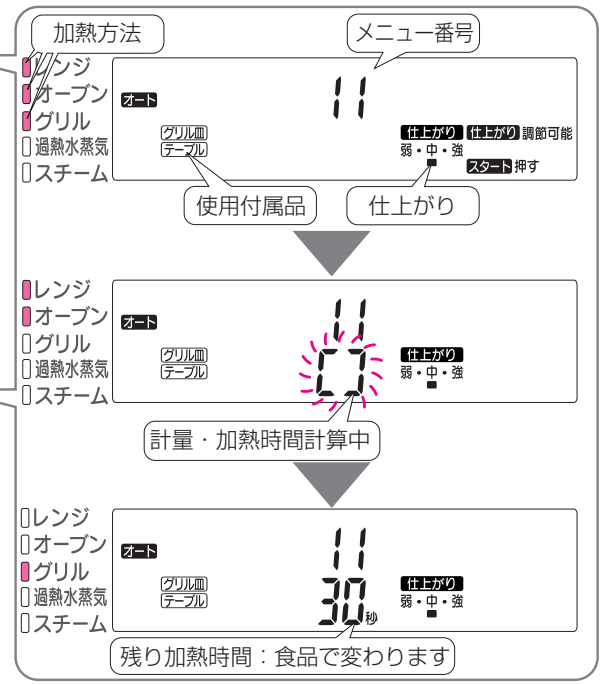 加熱方法
メニュー番号
レンジ
オーブン
グリル
過熱水蒸気
スチーム
オート
11
グリル皿
テーブル
仕上がり 仕上がり 調節可能
弱・中・強
スタート 押す
使用付属品
仕上がり
レンジ
オーブン
グリル
過熱水蒸気
スチーム
オート
11
グリル皿
テーブル
仕上がり
弱・中・強
計量・加熱時間計算中
レンジ
オーブン
グリル
過熱水蒸気
スチーム
オート
11
グリル皿
テーブル
30秒
仕上がり
弱・中・強
残り加熱時間：食品で変わります